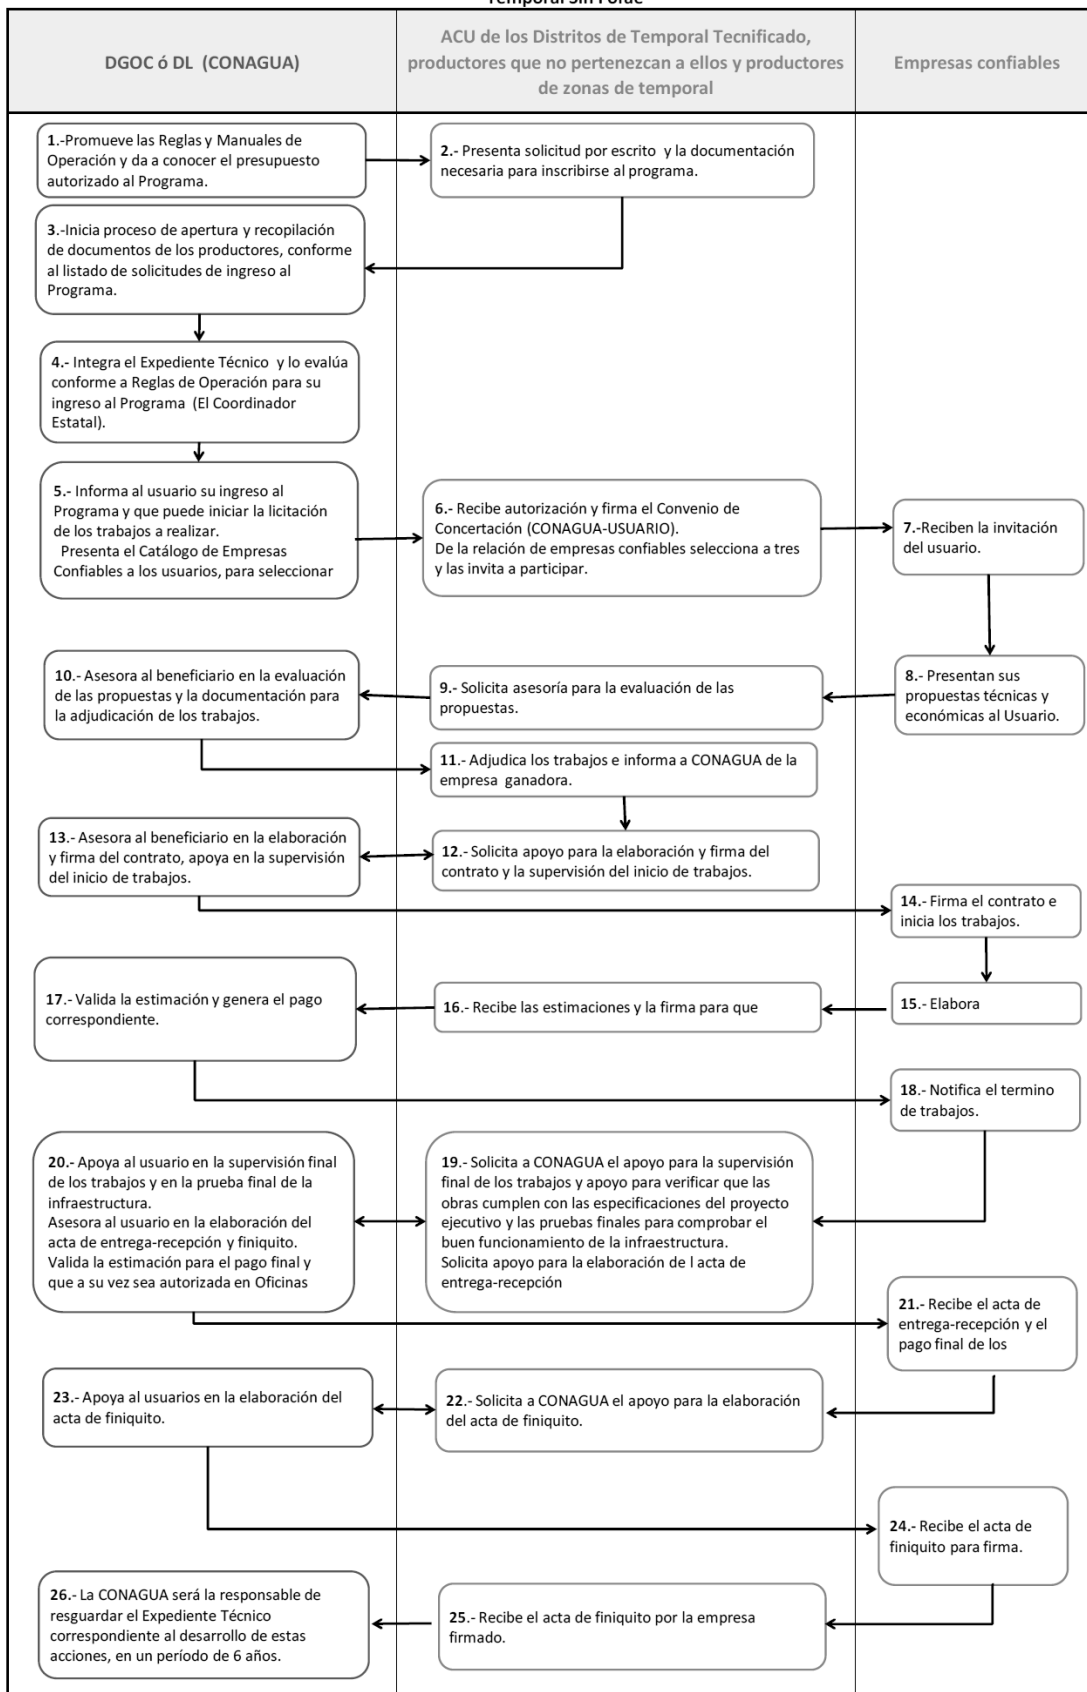 Temporal Sin Fofae
DGOC ó DL (CONAGUA)
ACU de los Distritos de Temporal Tecnificado,
productores que no pertenezcan a ellos y productores
de zonas de temporal
Empresas confiables
1.-Promueve las Reglas y Manuales de
Operación y da a conocer el presupuesto
autorizado al Programa.
2.- Presenta solicitud por escrito y la documentación
necesaria para inscribirse al programa.
3.-Inicia proceso de apertura y recopilación
de documentos de los productores, conforme
al listado de solicitudes de ingreso al
Programa.
4.- Integra el Expediente Técnico y lo evalúa
conforme a Reglas de Operación para su
ingreso al Programa (El Coordinador
Estatal).
5.- Informa al usuario su ingreso al
Programa y que puede iniciar la licitación
de los trabajos a realizar.
Presenta el Catálogo de Empresas
Confiables a los usuarios, para seleccionar
6.- Recibe autorización y firma el Convenio de
Concertación (CONAGUA-USUARIO).
De la relación de empresas confiables selecciona a tres
y las invita a participar.
7.-Reciben la invitación
del usuario.
8.- Presentan sus
propuestas técnicas y
económicas al Usuario.
9.- Solicita asesoría para la evaluación de las
propuestas.
10.- Asesora al beneficiario en la evaluación
de las propuestas y la documentación para
la adjudicación de los trabajos.
11.- Adjudica los trabajos e informa a CONAGUA de la
empresa ganadora.
12.- Solicita apoyo para la elaboración y firma del
contrato y la supervisión del inicio de trabajos.
13.- Asesora al beneficiario en la elaboración
y firma del contrato, apoya en la supervisión
del inicio de trabajos.
14.- Firma el contrato e
inicia los trabajos.
15.- Elabora
16.- Recibe las estimaciones y la firma para que
17.- Valida la estimación y genera el pago
correspondiente.
18.- Notifica el termino
de trabajos.
19.- Solicita a CONAGUA el apoyo para la supervisión
final de los trabajos y apoyo para verificar que las
obras cumplen con las especificaciones del proyecto
ejecutivo y las pruebas finales para comprobar el
buen funcionamiento de la infraestructura.
Solicita apoyo para la elaboración de l acta de
entrega-recepción
20.- Apoya al usuario en la supervisión final
de los trabajos y en la prueba final de la
infraestructura.
Asesora al usuario en la elaboración del
acta de entrega-recepción y finiquito.
Valida la estimación para el pago final y
que a su vez sea autorizada en Oficinas
21.- Recibe el acta de
entrega-recepción y el
pago final de los
22.- Solicita a CONAGUA el apoyo para la elaboración
del acta de finiquito.
23.- Apoya al usuarios en la elaboración del
acta de finiquito.
24.- Recibe el acta de
finiquito para firma.
25.- Recibe el acta de finiquito por la empresa
firmado.
26.- La CONAGUA será la responsable de
resguardar el Expediente Técnico
correspondiente al desarrollo de estas
acciones, en un período de 6 años.